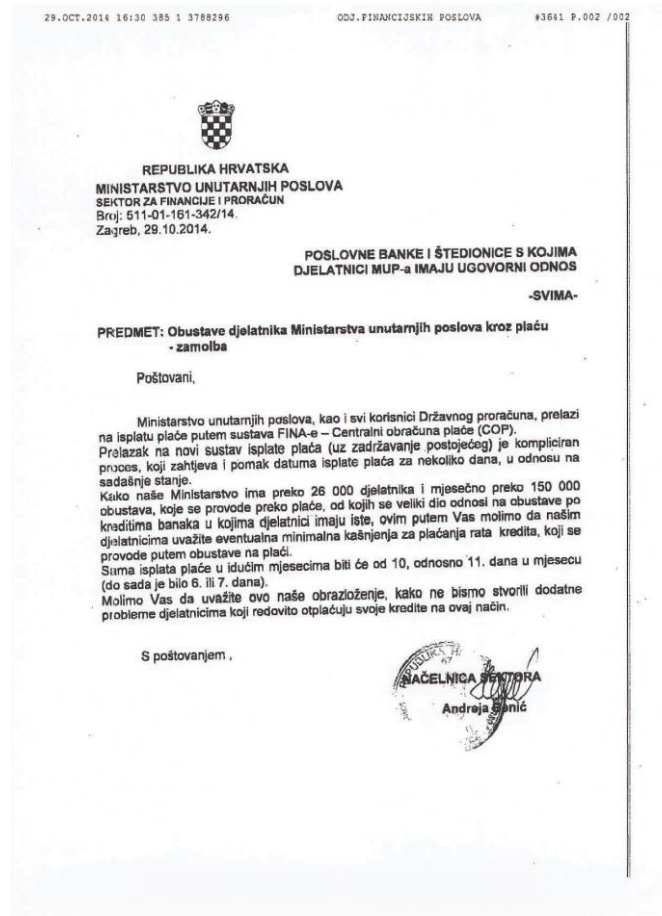 29.OCT.2014 16:30 385 1 3788296 ODJ.FINANCIJSKIH POSLOVA #3641 P.002 /002
REPUBLIKA HRVATSKA
MINISTARSTVO UNUTARNJIH POSLOVA
SEKTOR ZA FINANCIJE I PRORAČUN
Broj: 511-01-161-342/14.
Zagreb, 29.10.2014.
POSLOVNE BANKE I ŠTEDIONICE S KOJIMA
DJELATNICI MUP-a IMAJU UGOVORNI ODNOS
-SVIMA-
PREDMET: Obustave djelatnika Ministarstva unutarnjih poslova kroz plaću
- zamolba
Poštovani,
Ministarstvo unutarnjih poslova, kao i svi korisnici Državnog proračuna, prelazi
na isplatu plaće putem sustava FINA-e – Centralni obračuna plaće (COP).
Prelazak na novi sustav isplate plaća (uz zadržavanje postojećeg) je kompliciran
proces, koji zahtjeva i pomak datuma isplate plaća za nekoliko dana, u odnosu na
sadašnje stanje.
Kako naše Ministarstvo ima preko 26 000 djelatnika i mjesečno preko 150 000
obustava, koje se provode preko plaće, od kojih se veliki dio odnosi na obustave po
kreditima banaka u kojima djelatnici imaju iste, ovim putem Vas molimo da našim
djelatnicima uvažite eventualna minimalna kašnjenja za plaćanja rata kredita, koji se
provode putem obustave na plaći.
Sama isplata plaće u idućim mjesecima biti će od 10, odnosno 11. dana u mjesecu
(do sada je bilo 6. ili 7. dana).
Molimo Vas da uvažite ovo naše obrazloženje, kako ne bismo stvorili dodatne
probleme djelatnicima koji redovito otplaćuju svoje kredite na ovaj način.
S poštovanjem ,
REPUBLIKA H
67
NAČELNICA SEKTORA
Andreja